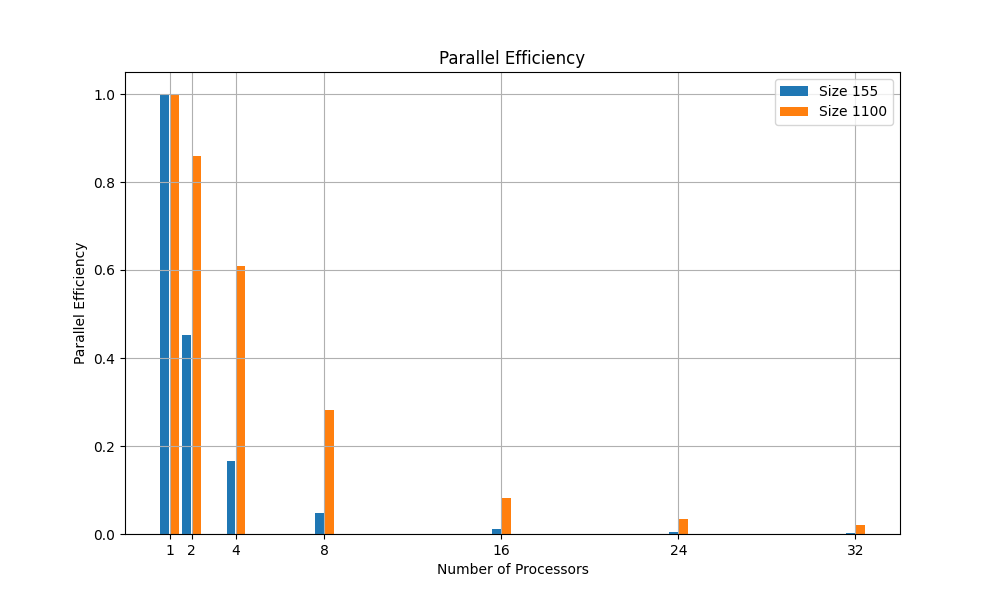 Parallel Efficiency
Size 155
Size 1100
Parallel Efficiency
1.0
0.8
0.6
0.4
0.2
0.0
1 2 4 8 16 24 32
Number of Processors